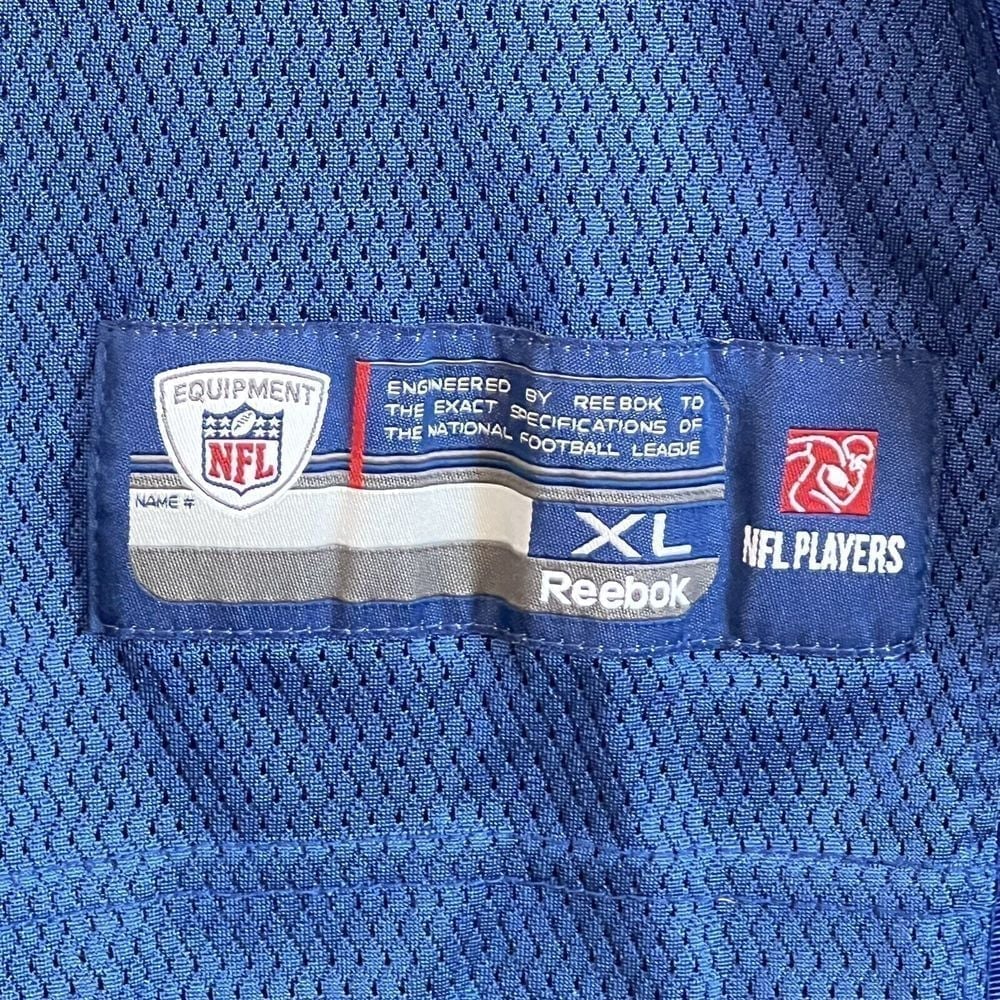 EQUIPMENT
NFL
ENGINEERED BY REEBOK TO
THE EXACT SPECIFICATIONS OF
THE NATIONAL FOOTBALL LEAGUE
NAME #
XL
Reebok
NFL PLAYERS